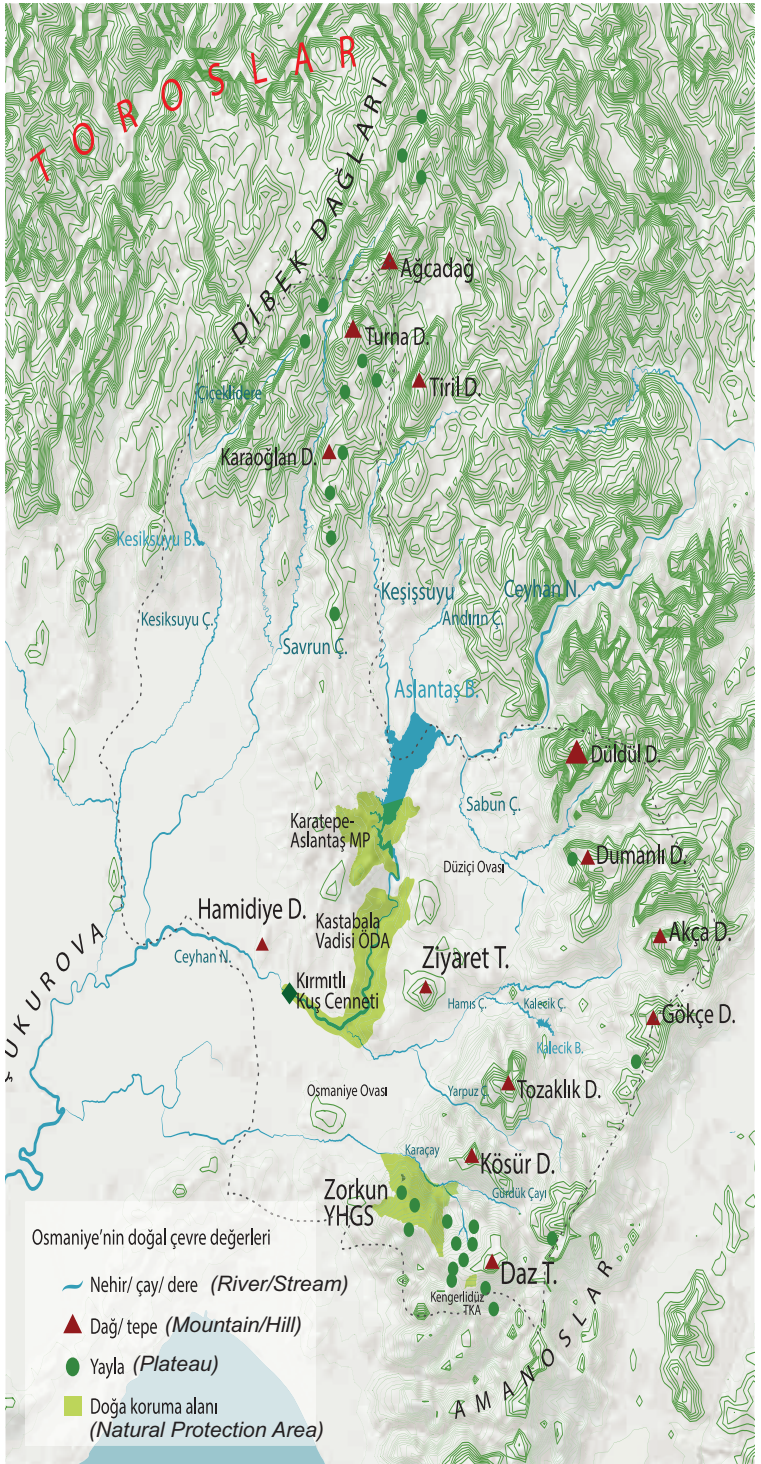 TOROSLAR
DİBEK DAĞLARI
Ağcadağ
Turna D.
Tiril D.
Çiçeklidere
Karaoğlan D.
Kesiksuyu B.
Keşişsuyu
Ceyhan N.
Kesiksuyu Ç.
Andırın Ç.
Savrun Ç.
Aslantaş B.
Düldül D.
Sabun Ç.
Karatepe-
Aslantaş MP
Dumanlı D.
Düziçi Ovası
Hamidiye D.
Kastabala
Vadisi ÖDA
Akça D.
Ceyhan N.
Ziyaret T.
Kırmıtlı
Kuş Cenneti
Hamıs Ç.
Kalecik Ç.
Gökçe D.
ÇUKUROVA
Kalecik B.
Osmaniye Ovası
Yarpuz Ç.
Tozaklık D.
Karaçay
Kösür D.
Zorkun
YHGS
Gürdük Çayı
Daz T.
Kengerlidüz
TKA
AMANOSLAR
Osmaniye'nin doğal çevre değerleri
Nehir/ çay/ dere (River/Stream)
Dağ/ tepe (Mountain/Hill)
Yayla (Plateau)
Doğa koruma alanı
(Natural Protection Area)